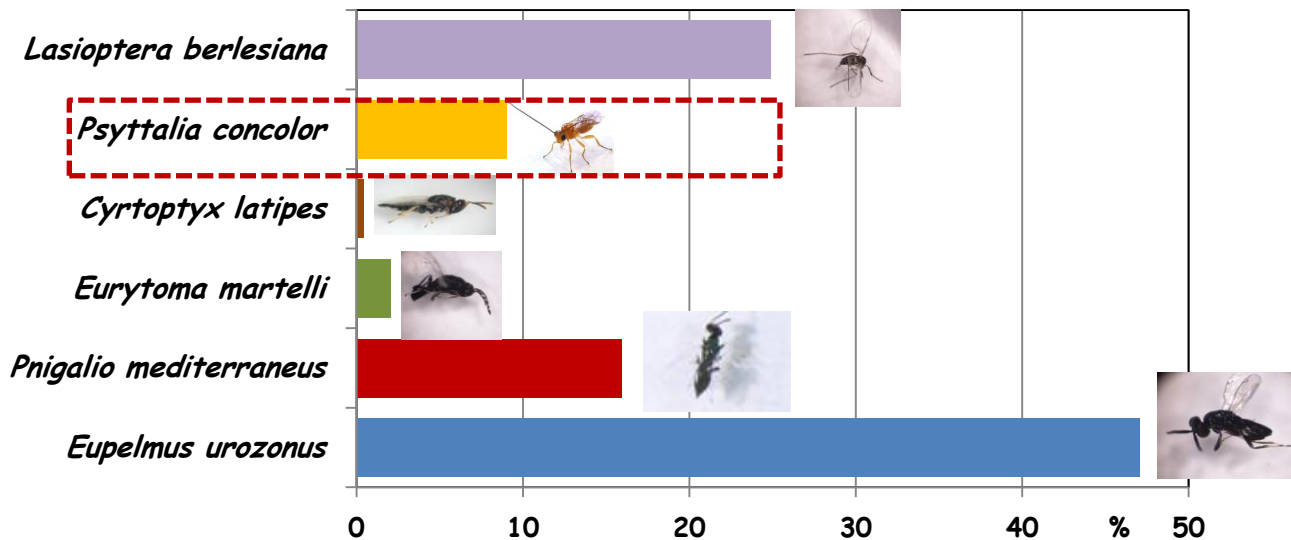 Lasioptera berlesiana
Psyttalia concolor
Cyrtoptyx latipes
Eurytoma martelli
Pnigalio mediterraneus
Eupelmus urozonus
0 10 20 30 40 % 50